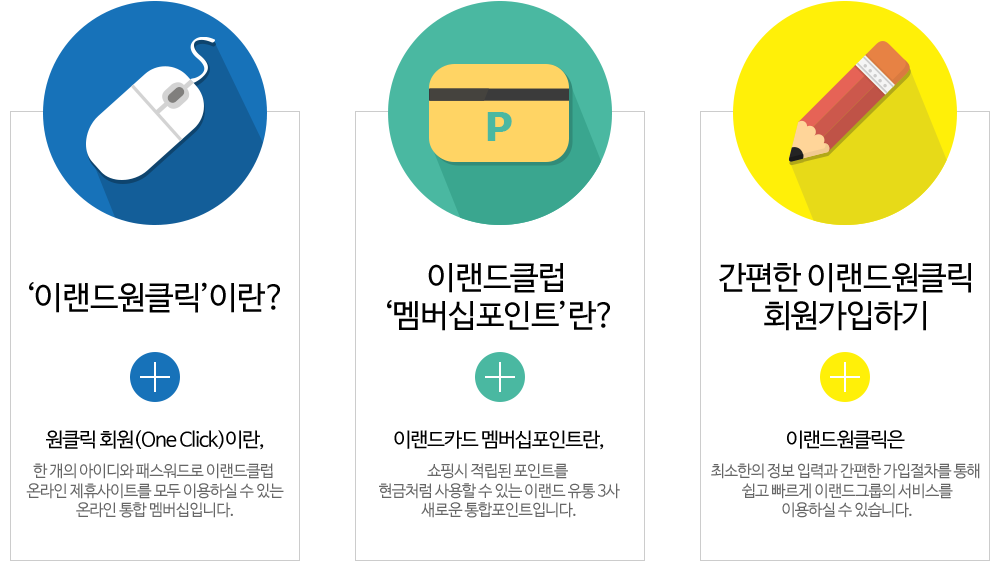 P
‘이랜드원클릭’이란?
원클릭 회원(One Click)이란,
한 개의 아이디와 패스워드로 이랜드클럽
온라인 제휴사이트를 모두 이용하실 수 있는
온라인 통합 멤버십입니다.
이랜드클럽
‘멤버십포인트’란?
이랜드카드 멤버십포인트란,
쇼핑시 적립된 포인트를
현금처럼 사용할 수 있는 이랜드 유통 3사
새로운 통합포인트입니다.
간편한 이랜드원클릭
회원가입하기
이랜드원클릭은
최소한의 정보 입력과 간편한 가입절차를 통해
쉽고 빠르게 이랜드그룹의 서비스를
이용하실 수 있습니다.